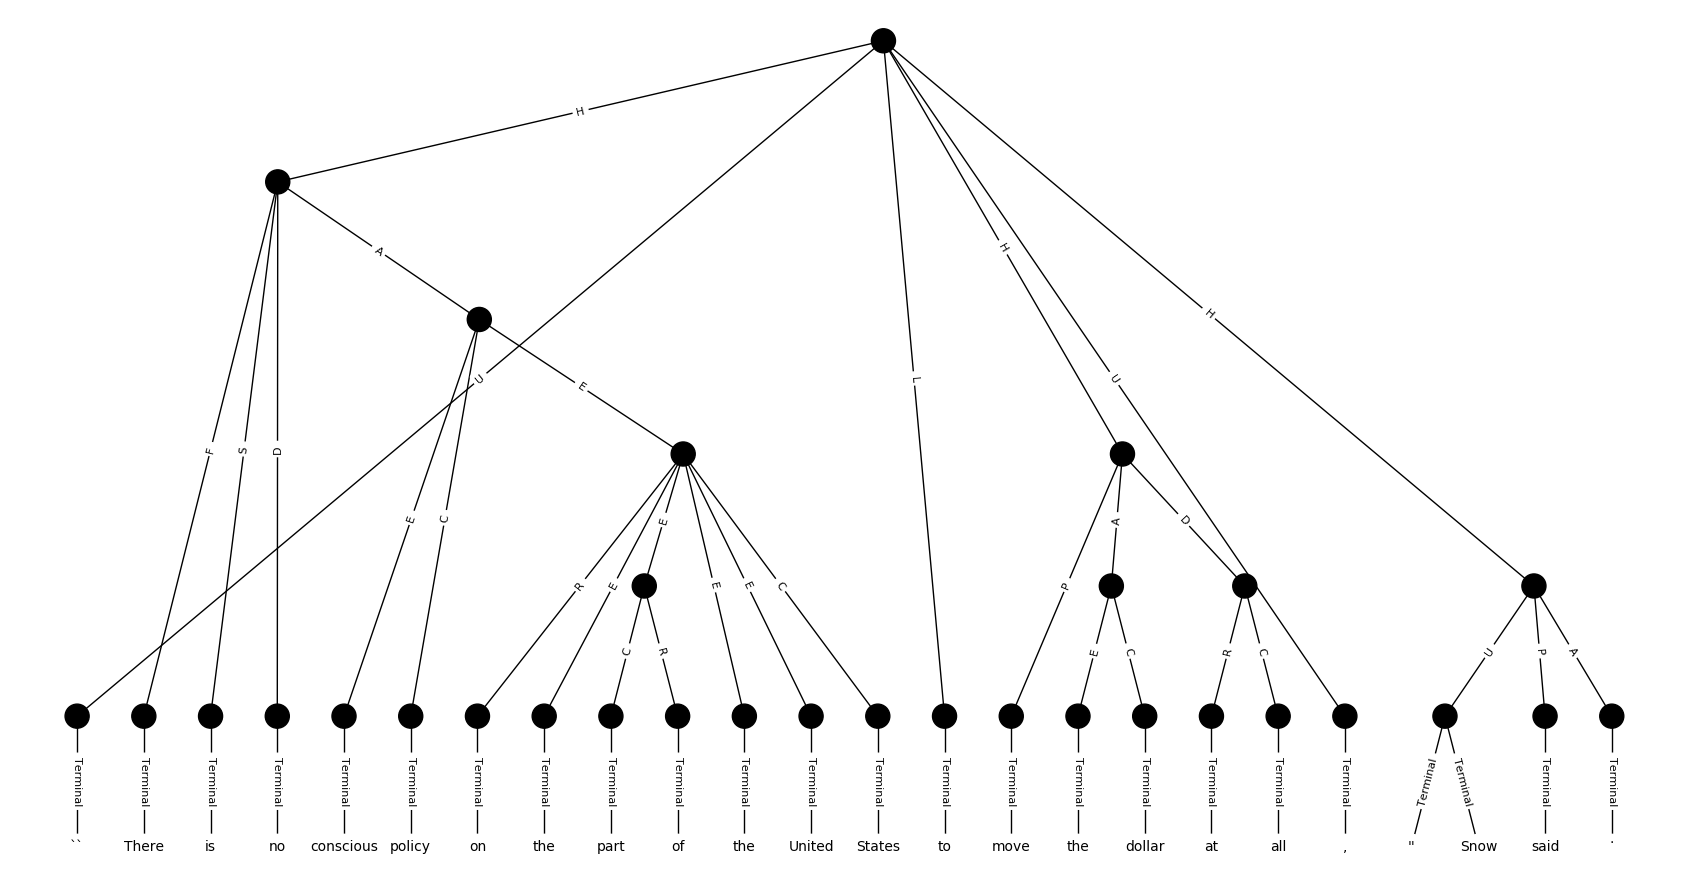 H
A
H
H
U
U
L
E
F
S
D
E
C
E
A
D
R
E
E
E
C
P
C
R
E
C
R
C
U
P
A
Terminal Terminal Terminal Terminal Terminal Terminal Terminal Terminal Terminal Terminal Terminal Terminal Terminal Terminal Terminal Terminal Terminal Terminal Terminal Terminal Terminal Terminal Terminal Terminal
`` There is no conscious policy on the part of the United States to move the dollar at all , " Snow said .